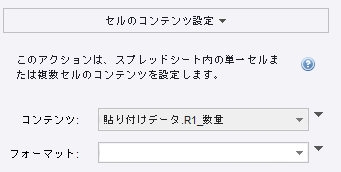 セルのコンテンツ設定
このアクションは、スプレッドシート内の単一セルま
たは複数セルのコンテンツを設定します。
コンテンツ: 貼り付けデータ.R1_数量
フォーマット: